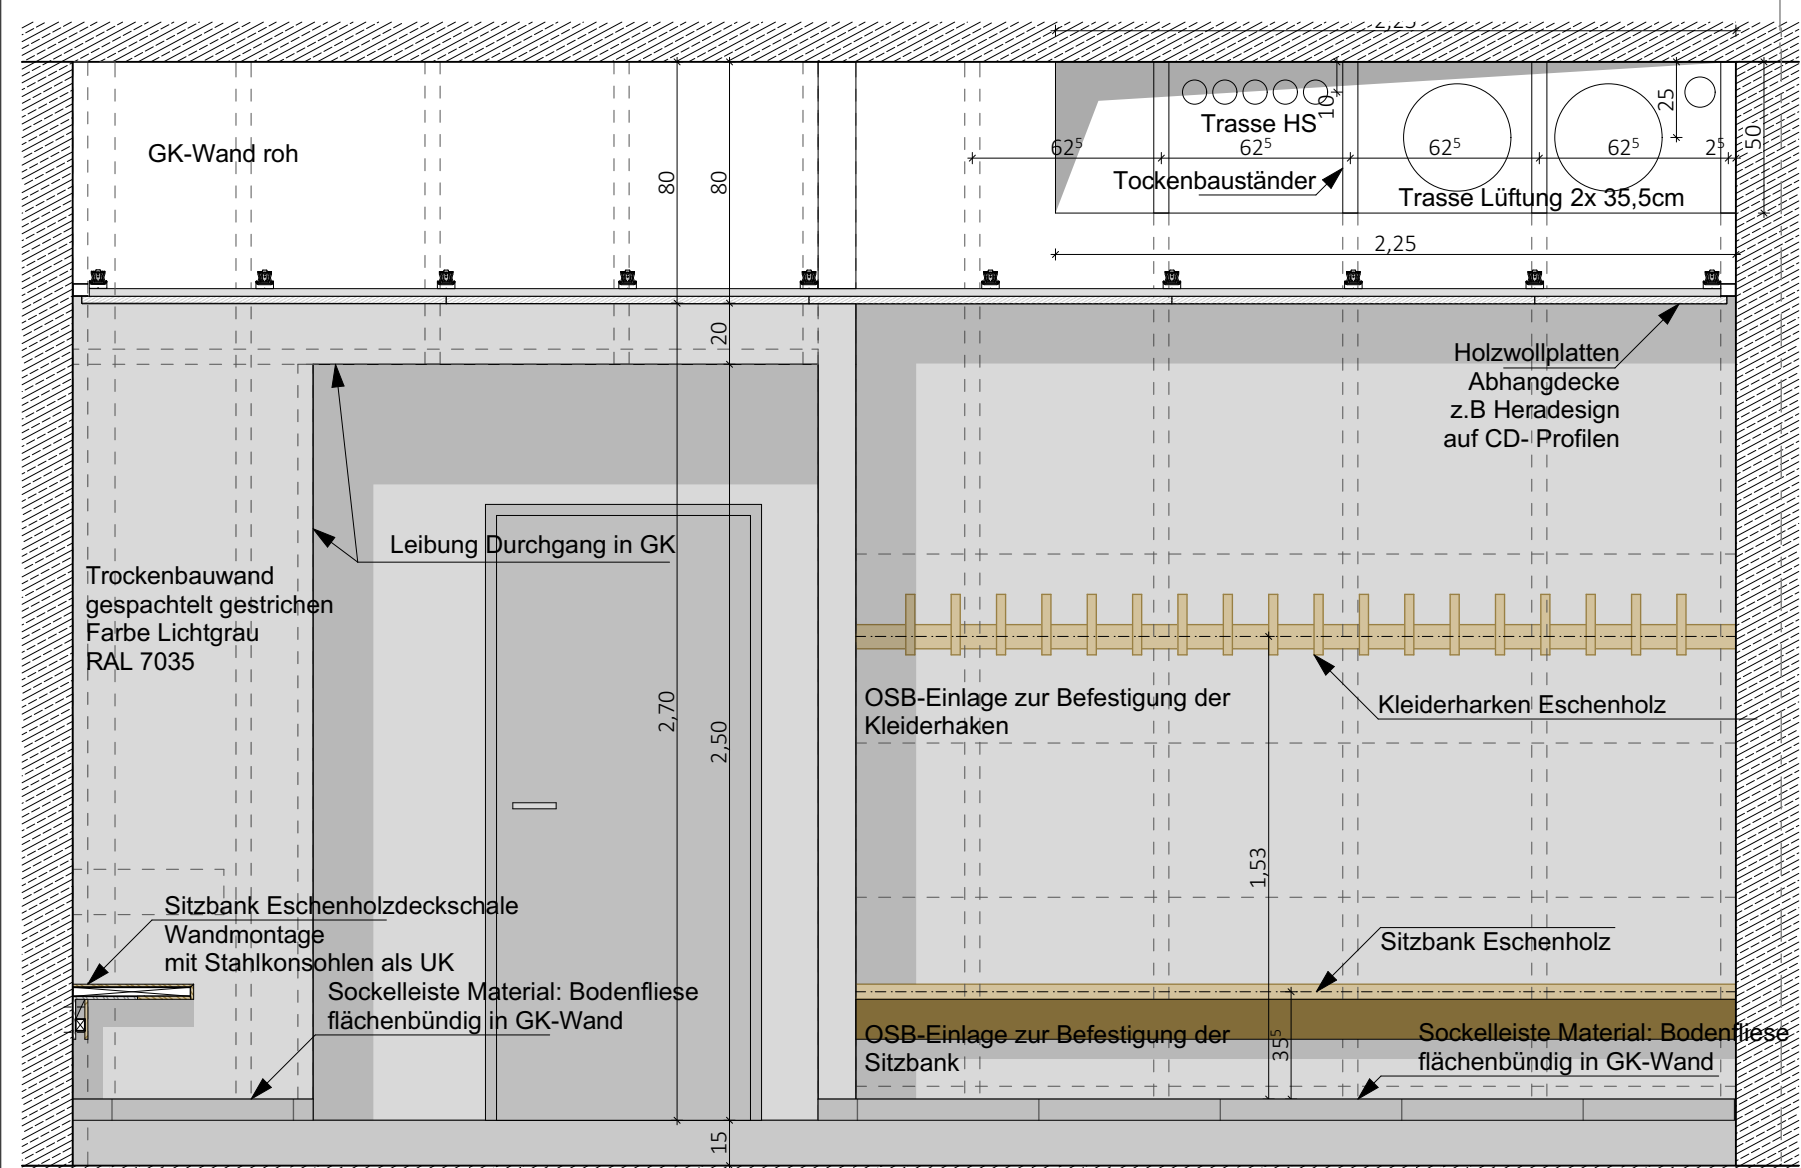 2,25
GK-Wand roh
80
80
10
Trasse HS
25
50
62⁵
62⁵
62⁵
62⁵
2⁵
Tockenbauständer
Trasse Lüftung 2x 35,5cm
2,25
20
Holzwollplatten
Abhangdecke
z.B Heradesign
auf CD- Profilen
Leibung Durchgang in GK
Trockenbauwand
gespachtelt gestrichen
Farbe Lichtgrau
RAL 7035
2,70
2,50
OSB-Einlage zur Befestigung der
Kleiderhaken
Kleiderharken Eschenholz
1,53
Sitzbank Eschenholzdeckschale
Wandmontage
mit Stahlkonsohlen als UK
Sitzbank Eschenholz
Sockelleiste Material: Bodenfliese
flächenbündig in GK-Wand
OSB-Einlage zur Befestigung der
Sitzbank
35⁵
Sockelleiste Material: Bodenfliese
flächenbündig in GK-Wand
15